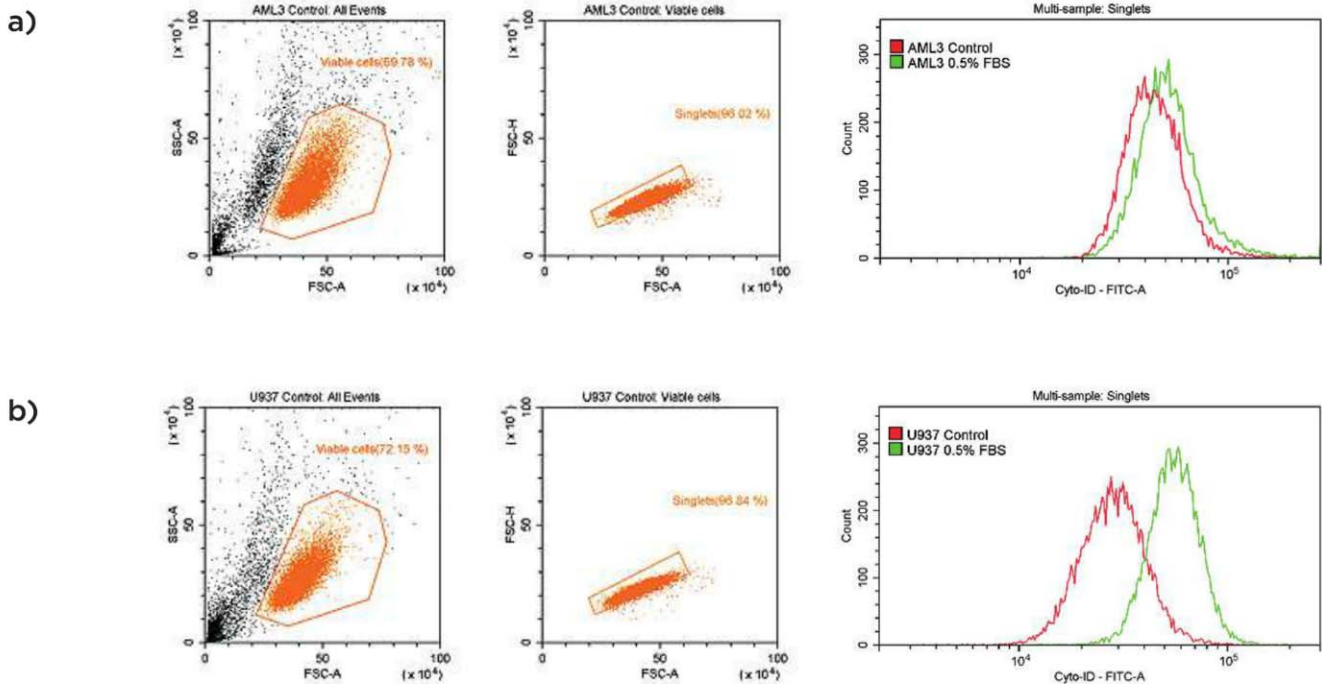 a)
AML3 Control: All Events
Viable cells(69.78 %)
SSC-A
(x 10⁴)
0
50
100
0
50
100
FSC-A
(x 10⁴)
AML3 Control: Viable cells
Singlets(96.02 %)
FSC-H
(x 10⁴)
0
50
100
0
50
100
FSC-A
(x 10⁴)
Multi-sample: Singlets
AML3 Control
AML3 0.5% FBS
Count
0
100
200
300
10⁴
10⁵
Cyto-ID - FITC-A
b)
U937 Control: All Events
Viable cells(72.15 %)
SSC-A
(x 10⁴)
0
50
100
0
50
100
FSC-A
(x 10⁴)
U937 Control: Viable cells
Singlets(96.84 %)
FSC-H
(x 10⁴)
0
50
100
0
50
100
FSC-A
(x 10⁴)
Multi-sample: Singlets
U937 Control
U937 0.5% FBS
Count
0
100
200
300
10⁴
10⁵
Cyto-ID - FITC-A